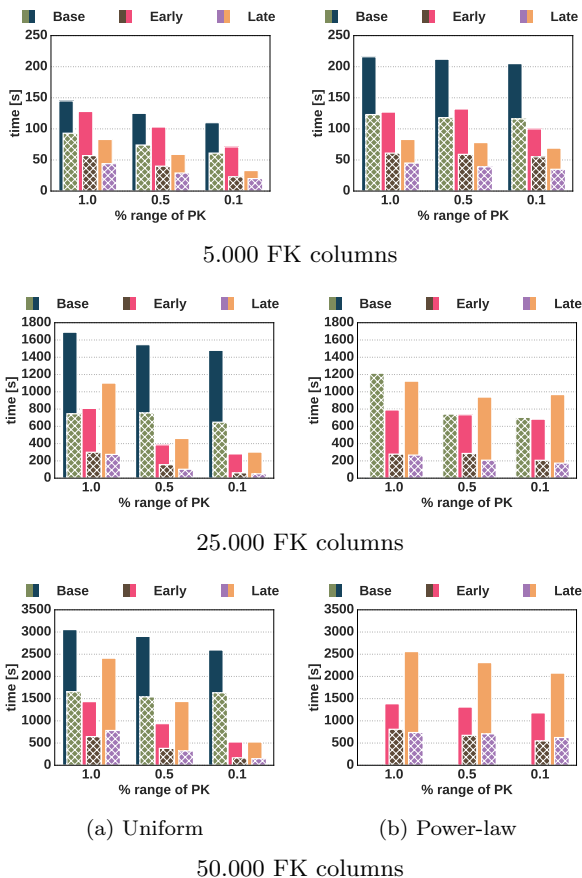 Base Early Late
250
200
150
100
50
0
time [s]
1.0 0.5 0.1
% range of PK
Base Early Late
250
200
150
100
50
0
time [s]
1.0 0.5 0.1
% range of PK
5.000 FK columns
Base Early Late
1800
1600
1400
1200
1000
800
600
400
200
0
time [s]
1.0 0.5 0.1
% range of PK
Base Early Late
1800
1600
1400
1200
1000
800
600
400
200
0
time [s]
1.0 0.5 0.1
% range of PK
25.000 FK columns
Base Early Late
3500
3000
2500
2000
1500
1000
500
0
time [s]
1.0 0.5 0.1
% range of PK
(a) Uniform
Base Early Late
3500
3000
2500
2000
1500
1000
500
0
time [s]
1.0 0.5 0.1
% range of PK
(b) Power-law
50.000 FK columns